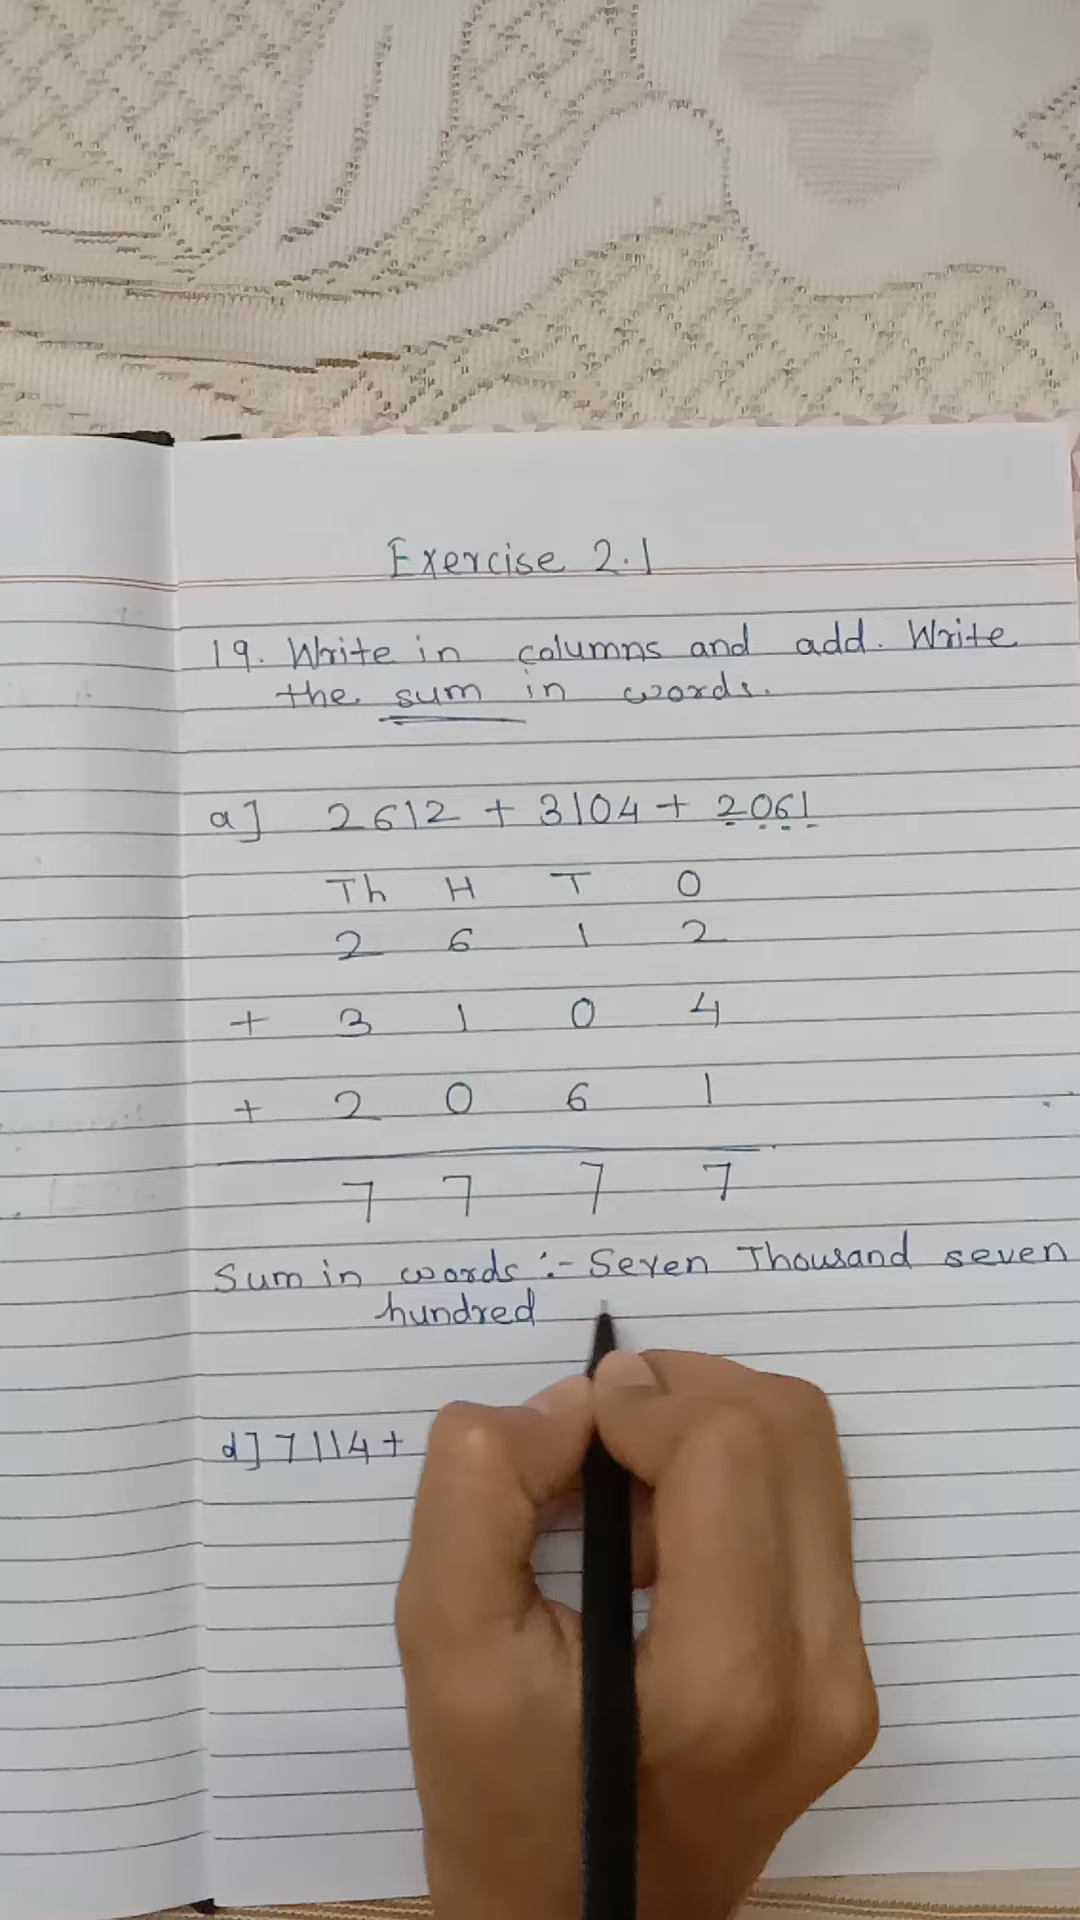 Exercise 2.1
19. Write in columns and add. Write
the sum in words.
a] 2612 + 3104 + 2061
Th H T O
2 6 1 2
+ 3 1 0 4
+ 2 0 6 1
7 7 7 7
Sum in words :- Seven Thousand seven
hundred
d] 7114 +